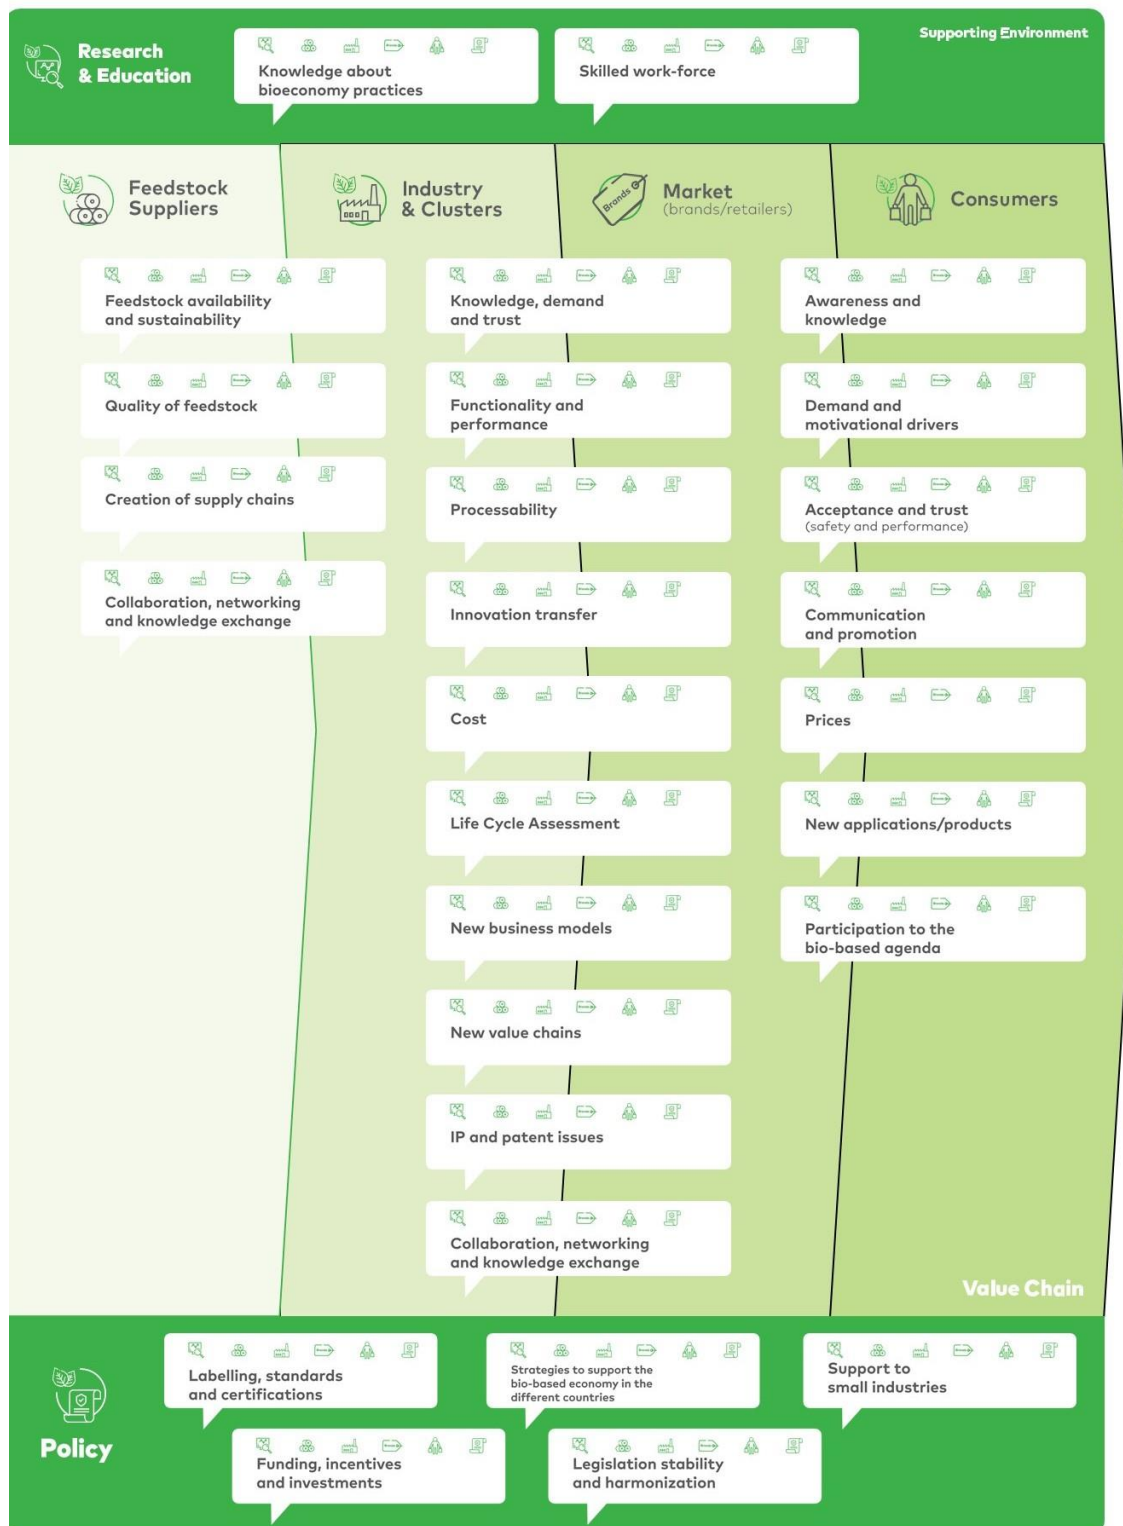 Supporting Environment
Research
& Education
Knowledge about
bioeconomy practices
Skilled work-force
Feedstock
Suppliers
Industry
& Clusters
Brands
Market
(brands/retailers)
Consumers
Feedstock availability
and sustainability
Quality of feedstock
Creation of supply chains
Collaboration, networking
and knowledge exchange
Knowledge, demand
and trust
Functionality and
performance
Processability
Innovation transfer
Cost
Life Cycle Assessment
New business models
New value chains
IP and patent issues
Collaboration, networking
and knowledge exchange
Awareness and
knowledge
Demand and
motivational drivers
Acceptance and trust
(safety and performance)
Communication
and promotion
Prices
New applications/products
Participation to the
bio-based agenda
Value Chain
Policy
Labelling, standards
and certifications
Strategies to support the
bio-based economy in the
different countries
Support to
small industries
Funding, incentives
and investments
Legislation stability
and harmonization